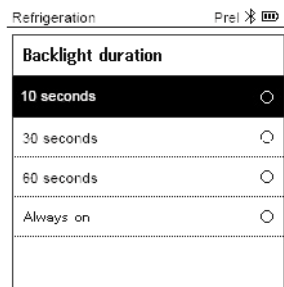 Refrigeration Prel
Backlight duration
10 seconds
30 seconds
60 seconds
Always on